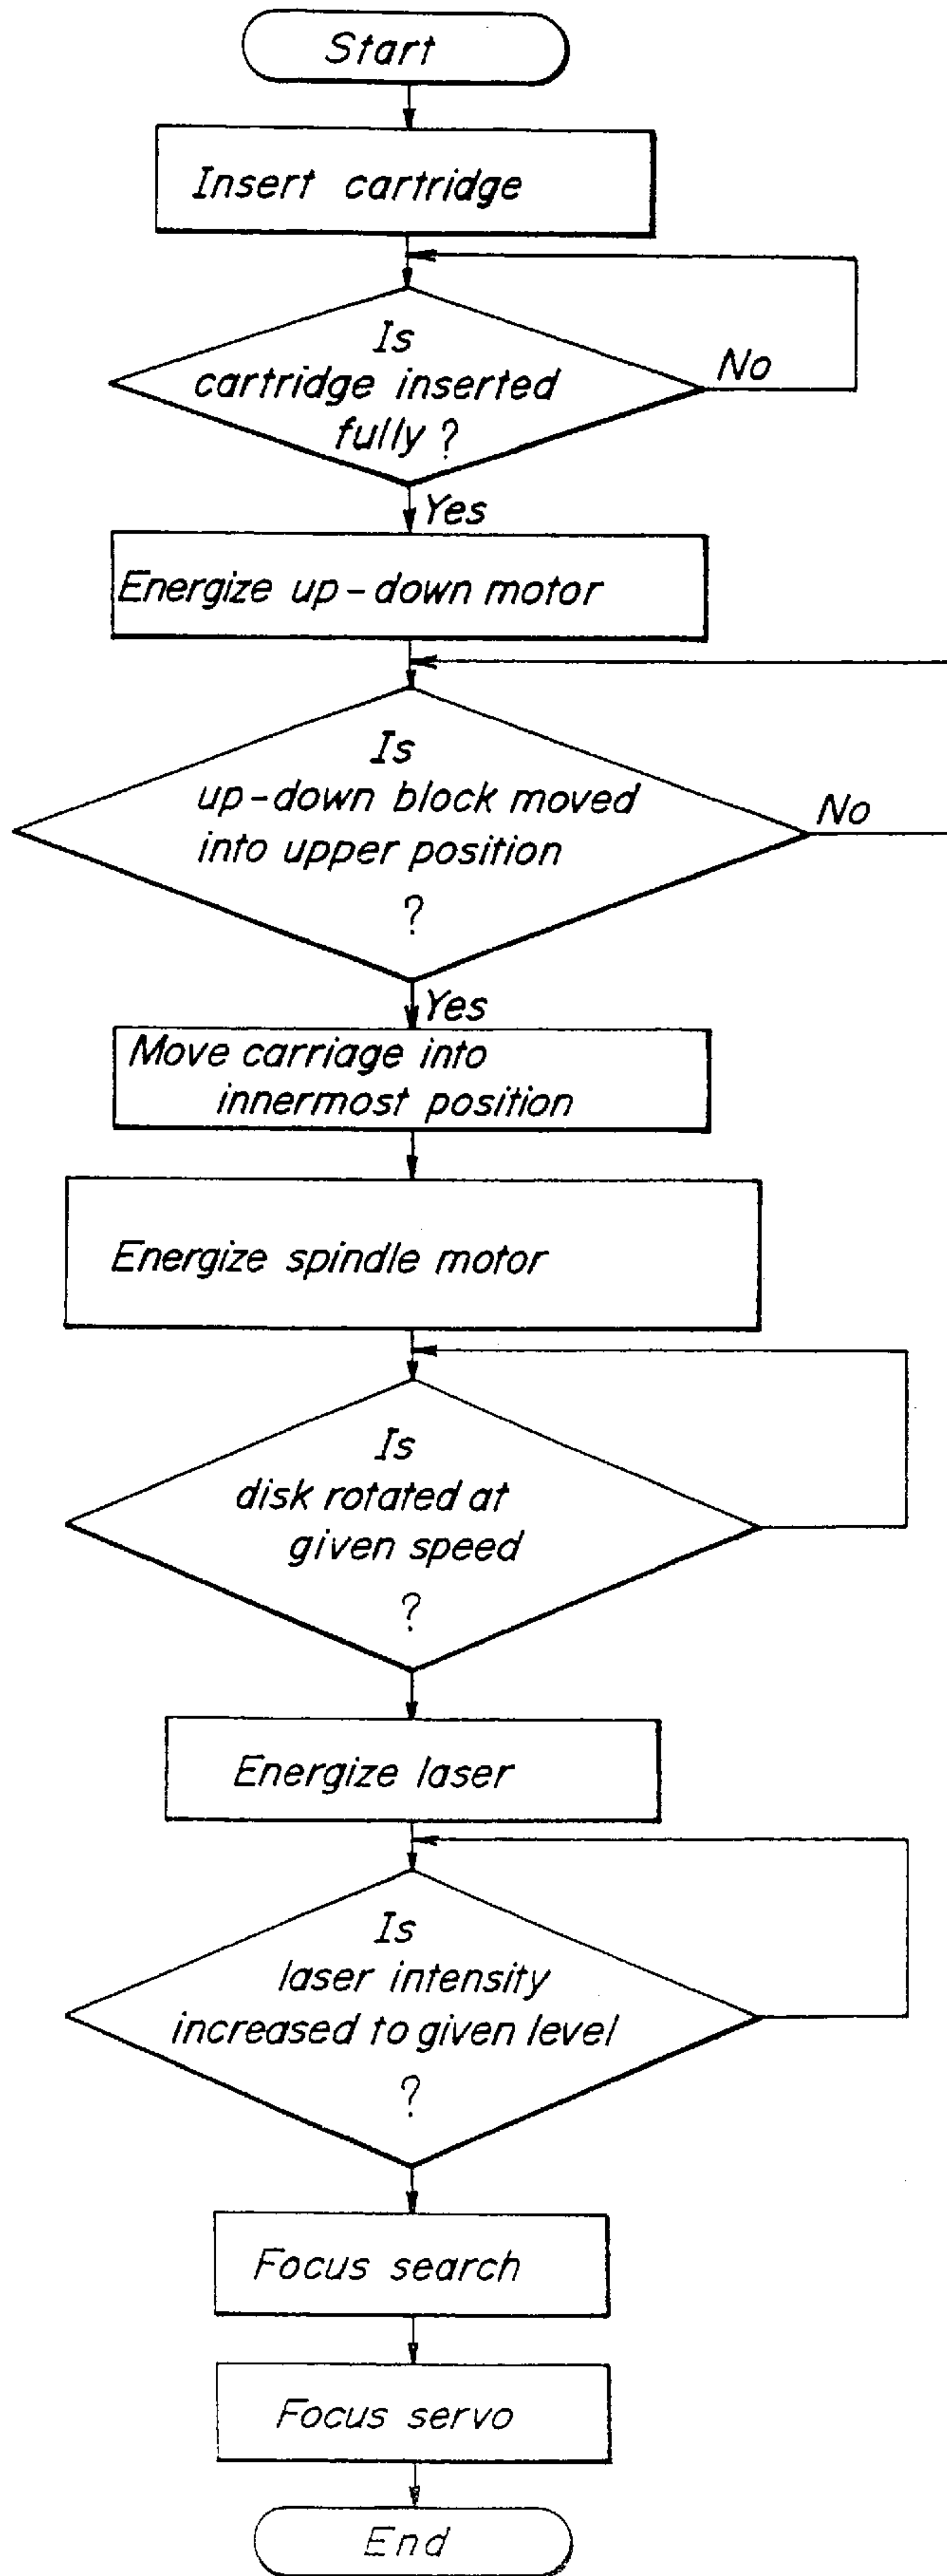 Start
Insert cartridge
Is
cartridge inserted
fully ?
No
Yes
Energize up-down motor
Is
up-down block moved
into upper position
?
No
Yes
Move carriage into
innermost position
Energize spindle motor
Is
disk rotated at
given speed
?
Energize laser
Is
laser intensity
increased to given level
?
Focus search
Focus servo
End